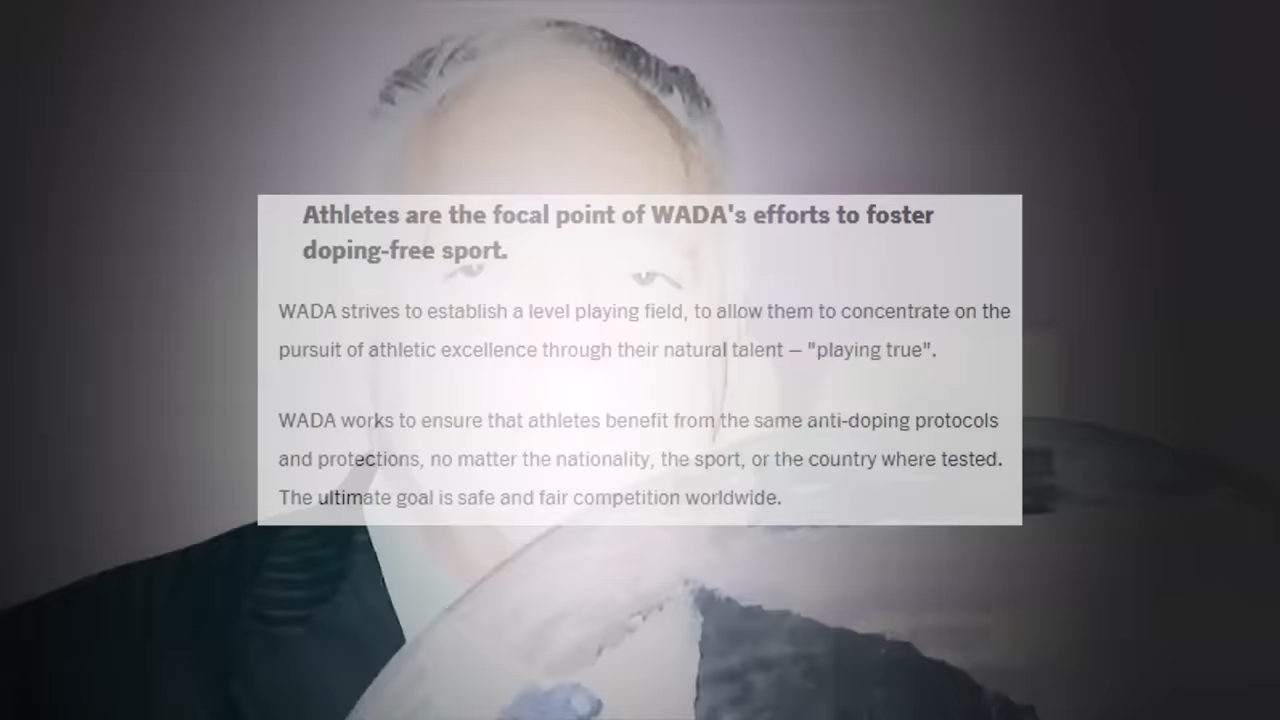 Athletes are the focal point of WADA's efforts to foster
doping-free sport.
WADA strives to establish a level playing field, to allow them to concentrate on the
pursuit of athletic excellence through their natural talent – "playing true".
WADA works to ensure that athletes benefit from the same anti-doping protocols
and protections, no matter the nationality, the sport, or the country where tested.
The ultimate goal is safe and fair competition worldwide.